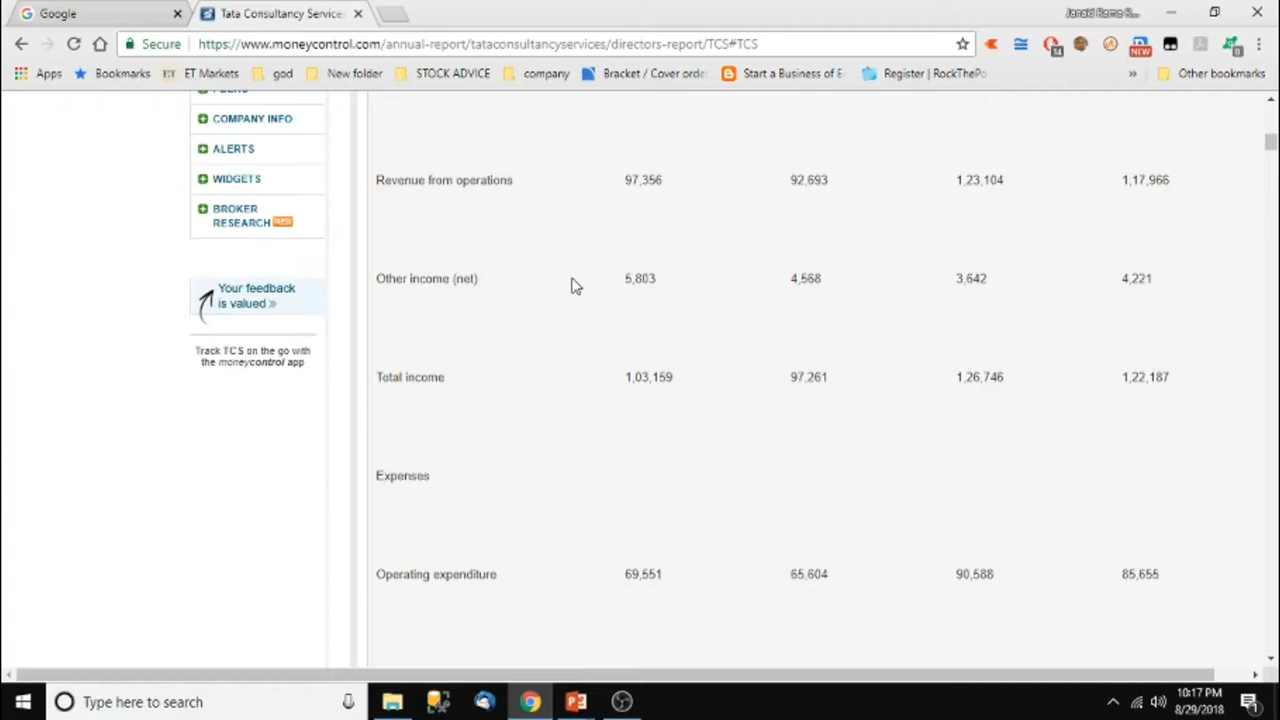 Google
Tata Consultancy Service
Secure
https://www.moneycontrol.com/annual-report/tataconsultancyservices/directors-report/TCS#TCS
14
NEW
0
Apps
Bookmarks
ET
ET Markets
god
New folder
STOCK ADVICE
company
Bracket / Cover orde
Start a Business of E
Register | RockThePo
»
Other bookmarks
COMPANY INFO
ALERTS
WIDGETS
BROKER
RESEARCH
Your feedback
is valued »
Track TCS on the go with
the moneycontrol app
Revenue from operations 97,356 92,693 1,23,104 1,17,966
Other income (net) 5,803 4,568 3,642 4,221
Total income 1,03,159 97,261 1,26,746 1,22,187
Expenses
Operating expenditure 69,551 65,604 90,588 85,655
Type here to search
10:17 PM
8/29/2018
1